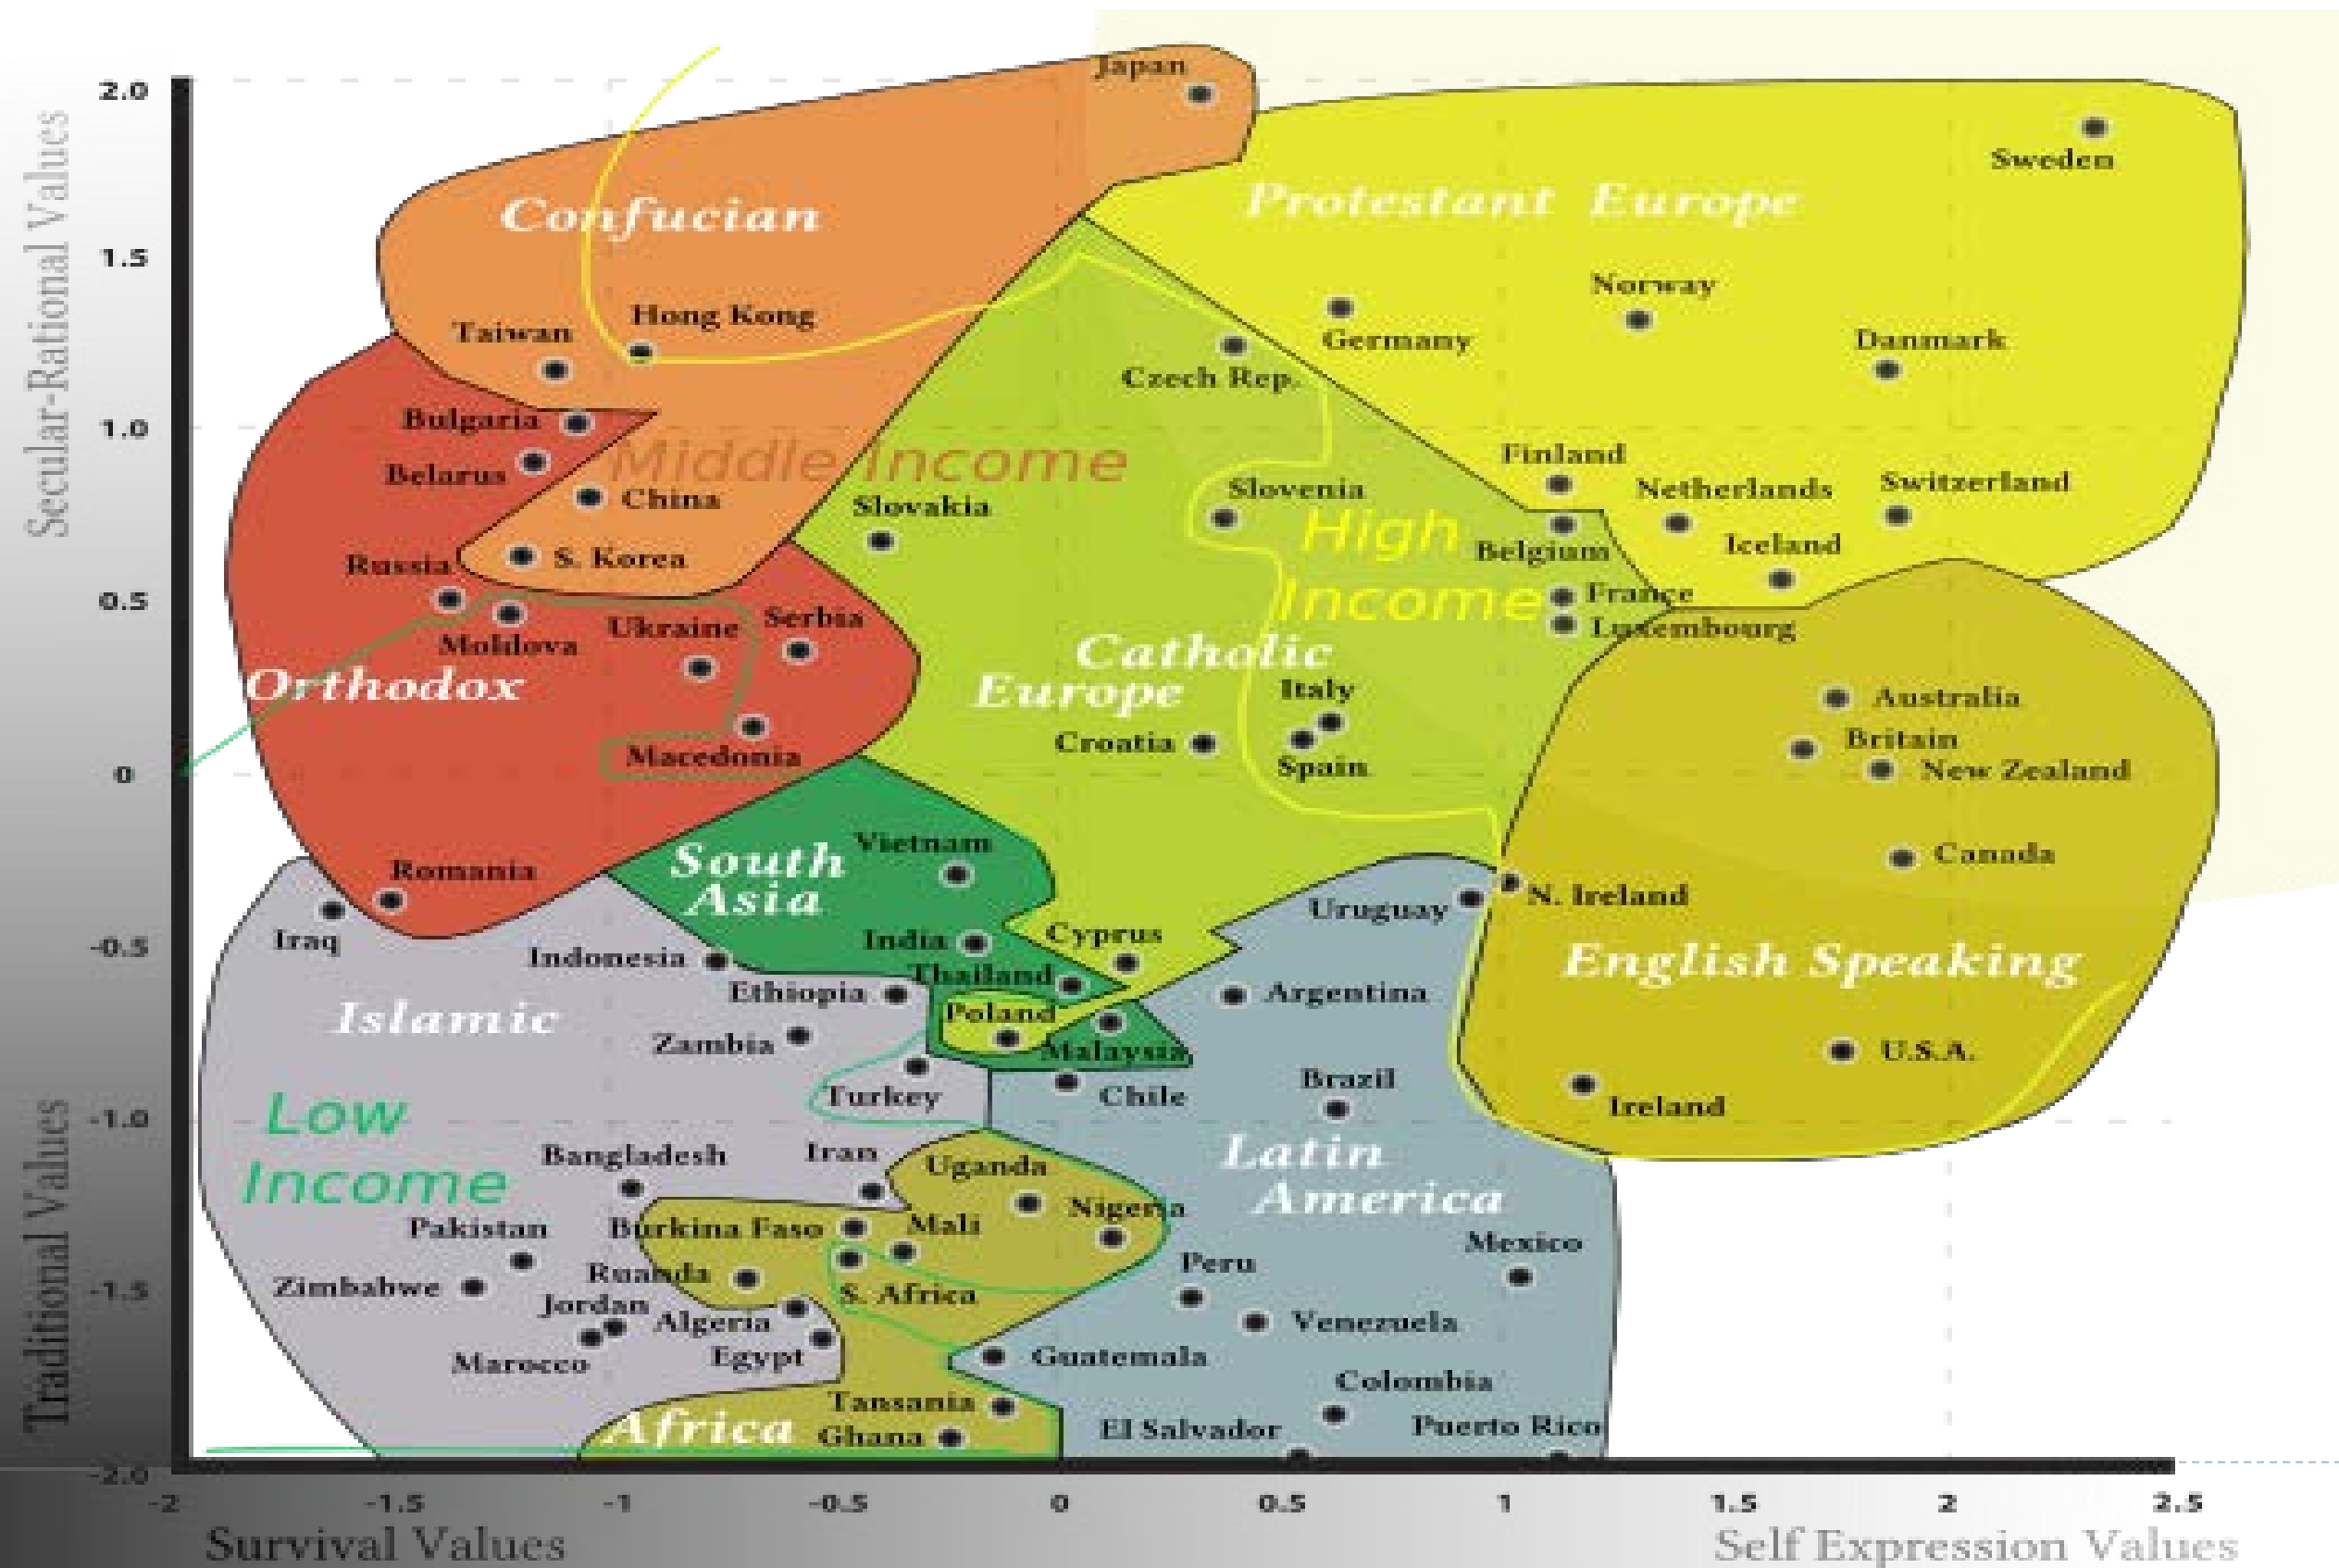 Japan
2.0
Sweden
Protestant Europe
Confucian
1.5
Norway
Hong Kong
Taiwan
Germany
Danmark
Czech Rep.
Secular-Rational Values
Bulgaria
1.0
Middle Income
Finland
Belarus
China
Slovakia
Slovenia
Netherlands
Switzerland
High
Income
Belgium
Iceland
Russia
S. Korea
0.5
France
Luxembourg
Moldova
Ukraine
Serbia
Orthodox
Catholic
Europe
Italy
Australia
Croatia
Spain
Britain
New Zealand
Macedonia
0
Vietnam
South
Asia
Canada
Romania
Uruguay
N. Ireland
Iraq
-0.5
India
Cyprus
Indonesia
English Speaking
Thailand
Ethiopia
Argentina
Islamic
Poland
Zambia
Malaysia
U.S.A.
Turkey
Chile
Brazil
Ireland
Low
Income
-1.0
Bangladesh
Iran
Uganda
Latin
America
Pakistan
Burkina Faso
Mali
Nigeria
Mexico
Peru
Zimbabwe
Ruanda
-1.5
S. Africa
Jordan
Algeria
Venezuela
Marocco
Egypt
Guatemala
Colombia
Traditional Values
Tansania
Africa
Ghana
El Salvador
Puerto Rico
-2.0
-2
-1.5
-1
-0.5
0
0.5
1
1.5
2
2.5
Survival Values
Self Expression Values